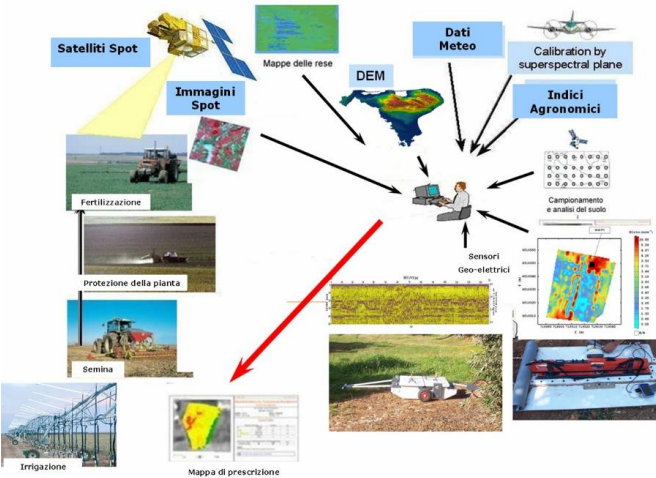 Satelliti Spot
Mappe delle rese
Dati
Meteo
Calibration by
superspectral plane
DEM
Immagini
Spot
Indici
Agronomici
Fertilizzazione
Campionamento
e analisi del suolo
Protezione della pianta
Sensori
Geo-elettrici
Semina
Irrigazione
Mappa di prescrizione